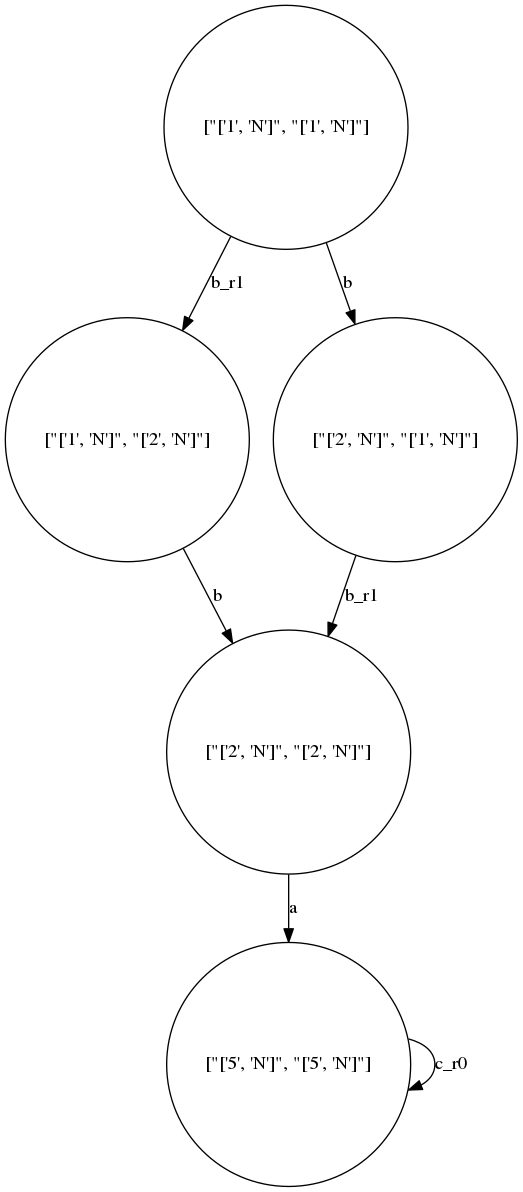 ["['1', 'N']", "['1', 'N']"]
b_r1
b
["['1', 'N']", "['2', 'N']"]
["['2', 'N']", "['1', 'N']"]
b
b_r1
["['2', 'N']", "['2', 'N']"]
a
["['5', 'N']", "['5', 'N']"]
c_r0